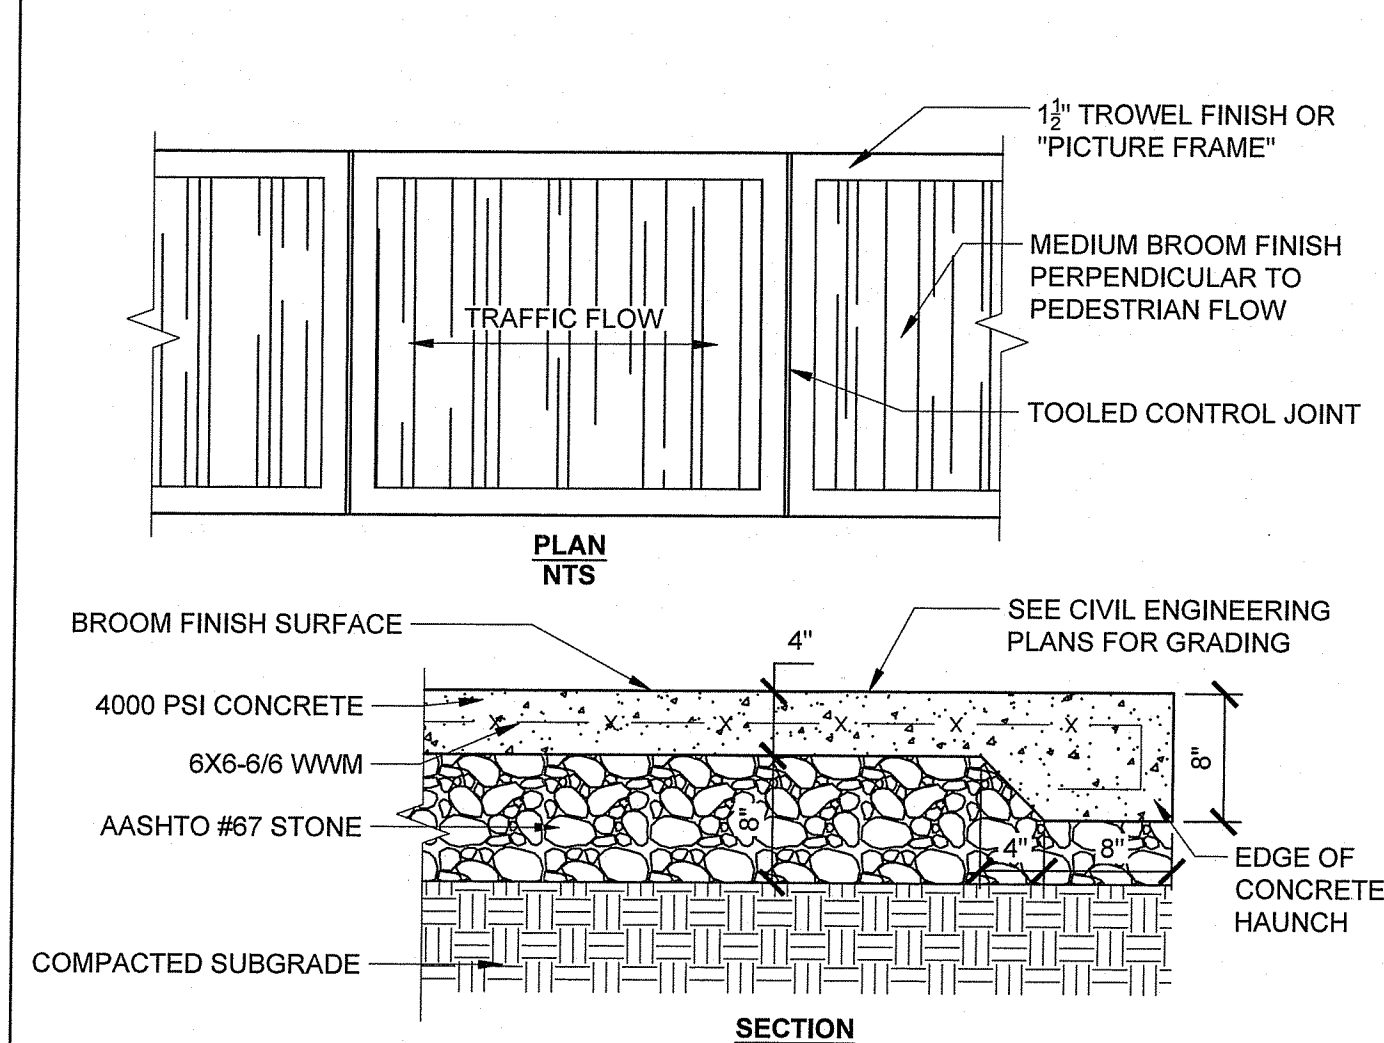 1 1/2" TROWEL FINISH OR
"PICTURE FRAME"
MEDIUM BROOM FINISH
PERPENDICULAR TO
PEDESTRIAN FLOW
TRAFFIC FLOW
TOOLED CONTROL JOINT
PLAN
NTS
BROOM FINISH SURFACE
4"
SEE CIVIL ENGINEERING
PLANS FOR GRADING
4000 PSI CONCRETE
X X X X X X
6X6-6/6 WWM
8"
AASHTO #67 STONE
8"
4"
8"
EDGE OF
CONCRETE
HAUNCH
COMPACTED SUBGRADE
SECTION